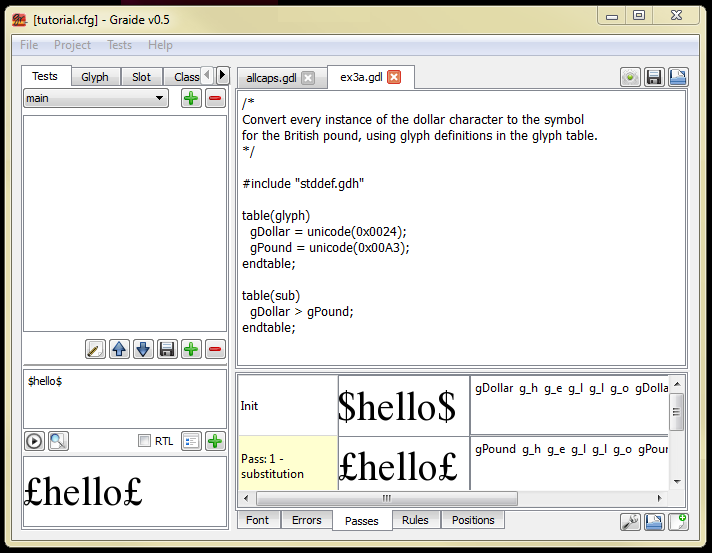 [tutorial.cfg] - Graide v0.5
File Project Tests Help
Tests Glyph Slot Class
main
$hello$
RTL
£hello£
allcaps.gdl ex3a.gdl
/*
Convert every instance of the dollar character to the symbol
for the British pound, using glyph definitions in the glyph table.
*/
#include "stddef.gdh"
table(glyph)
gDollar = unicode(0x0024);
gPound = unicode(0x00A3);
endtable;
table(sub)
gDollar > gPound;
endtable;
Init $hello$ gDollar g_h g_e g_l g_l g_o gDolla
Pass: 1 - substitution £hello£ gPound g_h g_e g_l g_l g_o gPour
Font Errors Passes Rules Positions